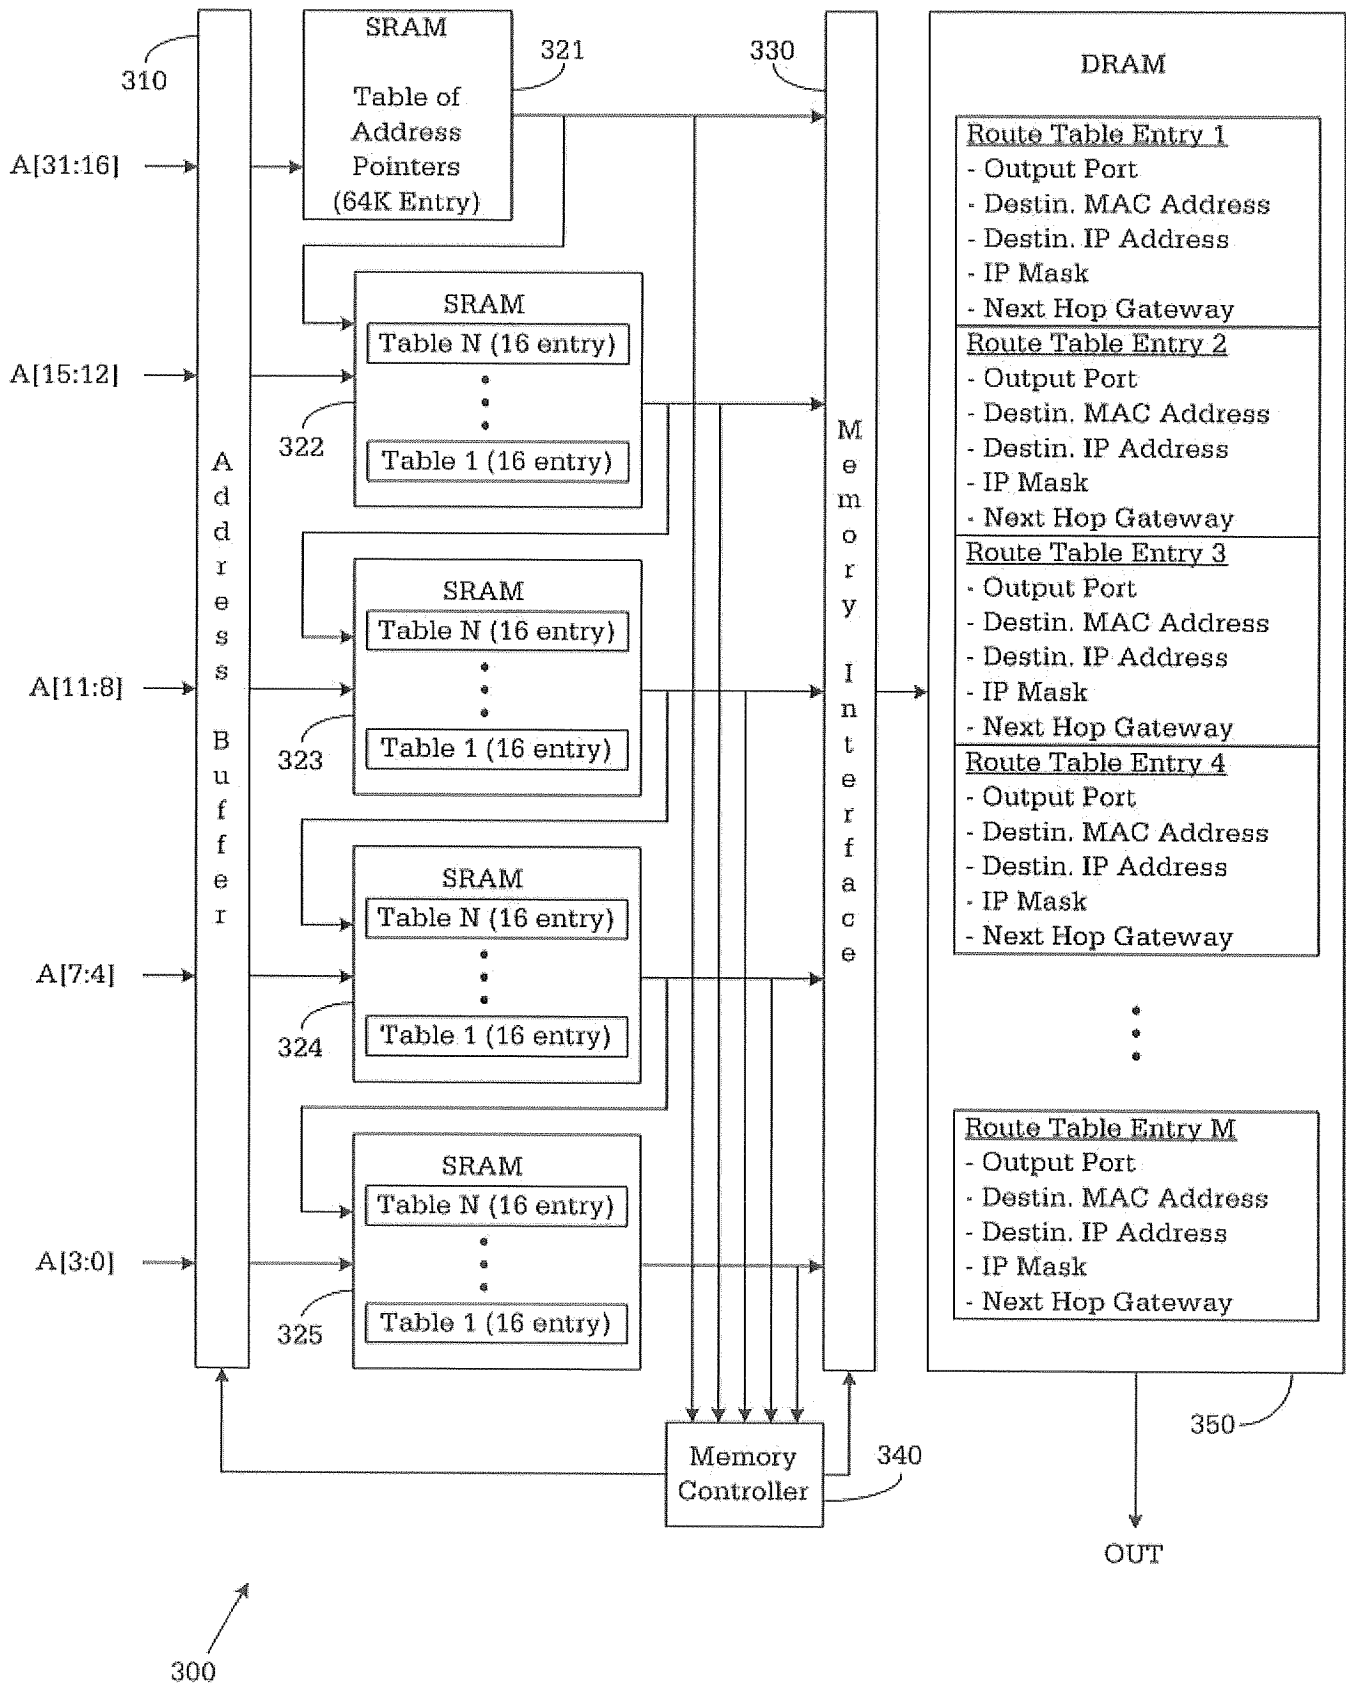 310
A[31:16]
A[15:12]
A[11:8]
A[7:4]
A[3:0]
Address Buffer
SRAM
Table of
Address
Pointers
(64K Entry)
321
SRAM
Table N (16 entry)
Table 1 (16 entry)
322
SRAM
Table N (16 entry)
Table 1 (16 entry)
323
SRAM
Table N (16 entry)
Table 1 (16 entry)
324
SRAM
Table N (16 entry)
Table 1 (16 entry)
325
330
Memory Interface
Memory
Controller
340
DRAM
Route Table Entry 1
- Output Port
- Destin. MAC Address
- Destin. IP Address
- IP Mask
- Next Hop Gateway
Route Table Entry 2
- Output Port
- Destin. MAC Address
- Destin. IP Address
- IP Mask
- Next Hop Gateway
Route Table Entry 3
- Output Port
- Destin. MAC Address
- Destin. IP Address
- IP Mask
- Next Hop Gateway
Route Table Entry 4
- Output Port
- Destin. MAC Address
- Destin. IP Address
- IP Mask
- Next Hop Gateway
Route Table Entry M
- Output Port
- Destin. MAC Address
- Destin. IP Address
- IP Mask
- Next Hop Gateway
350
OUT
300